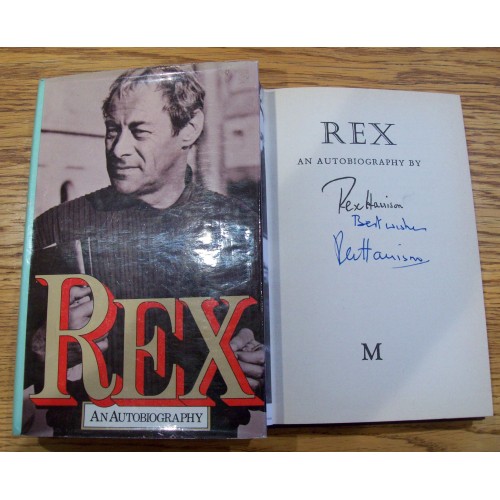 REX
AN AUTOBIOGRAPHY
REX
AN AUTOBIOGRAPHY BY
Rex Harrison
Best wishes
Rex Harrison
M